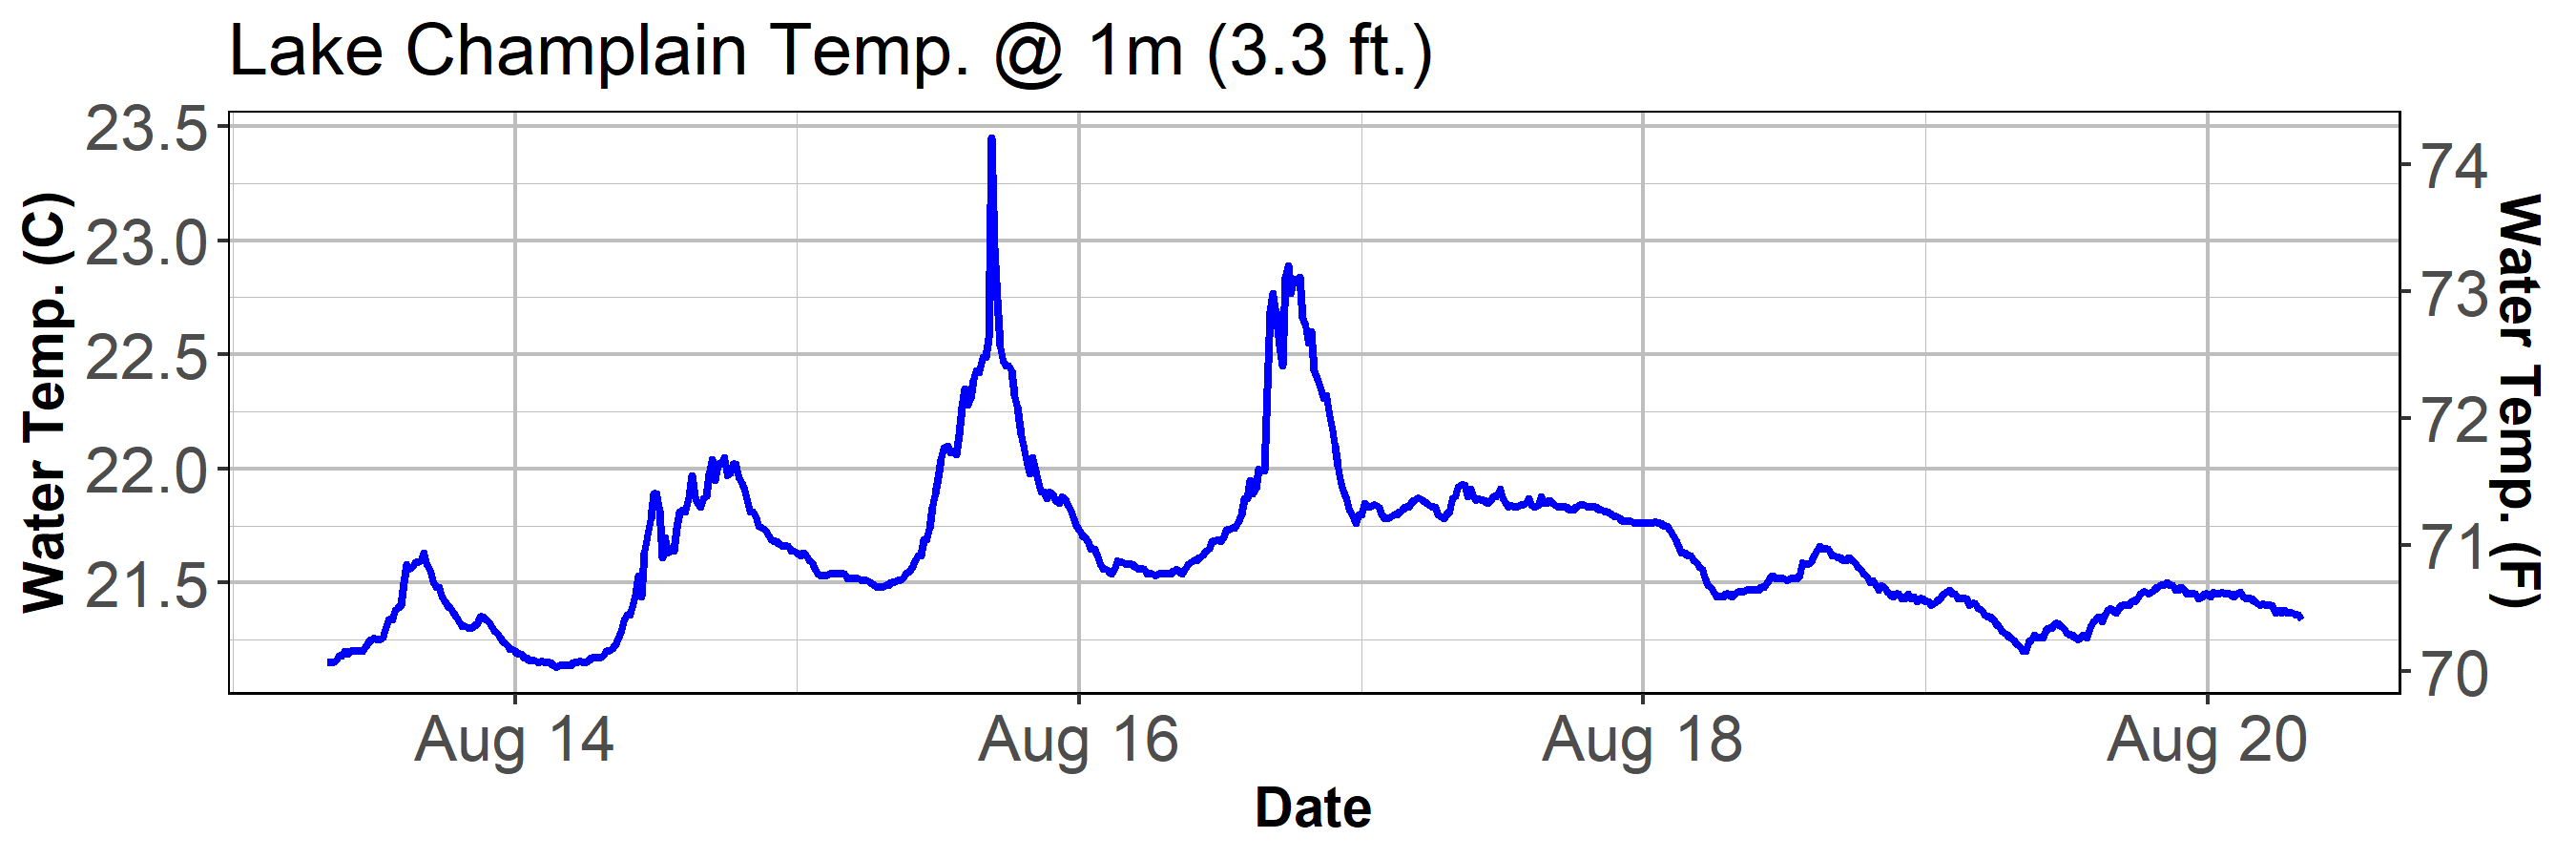 Lake Champlain Temp. @ 1m (3.3 ft.)
Water Temp. (C)
23.5
23.0
22.5
22.0
21.5
74
73
72
71
70
Water Temp. (F)
Aug 14
Aug 16
Aug 18
Aug 20
Date